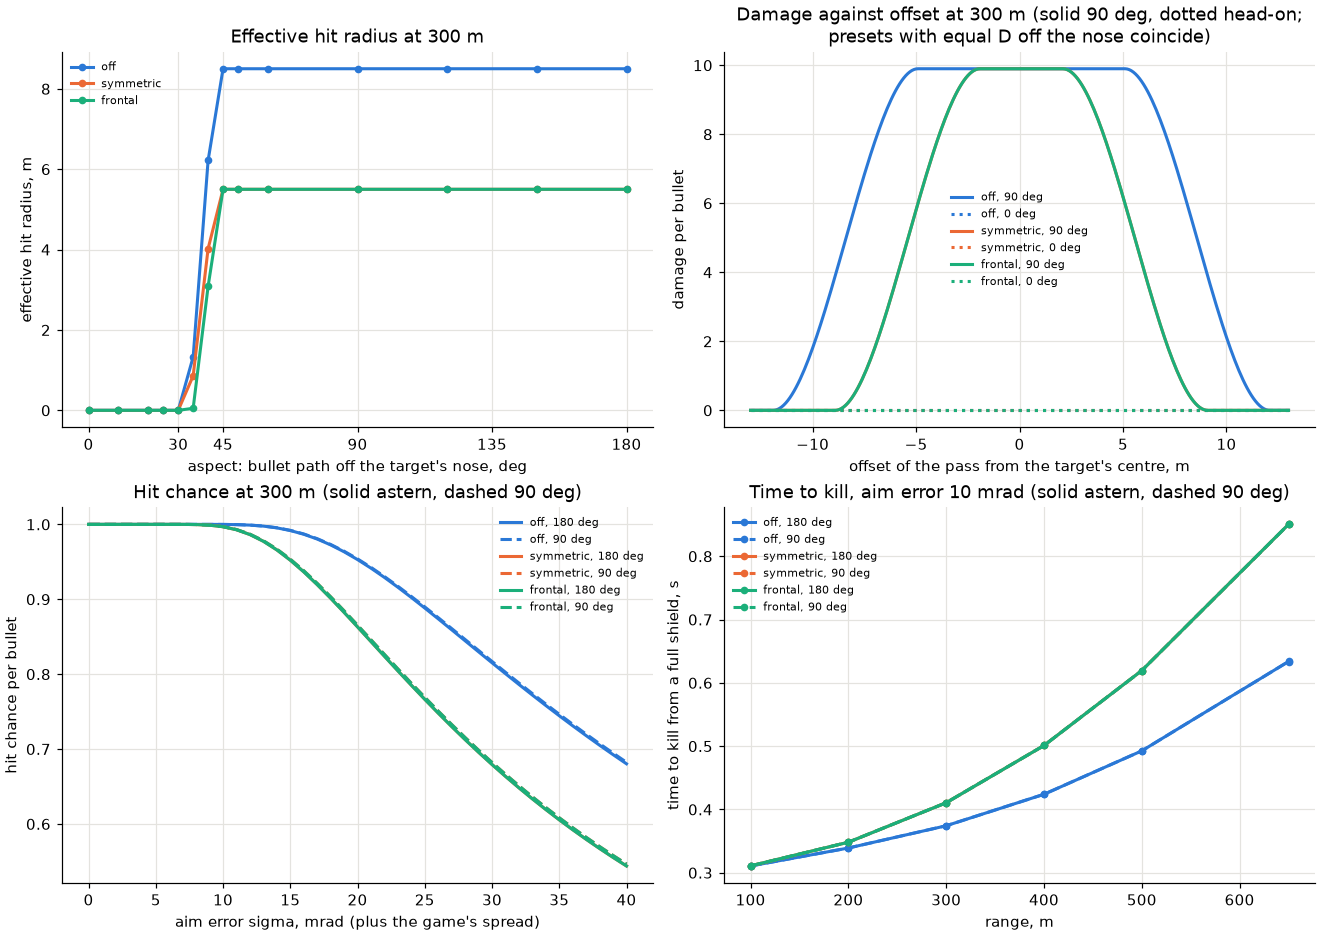 Effective hit radius at 300 m
off
symmetric
frontal
8
6
4
2
0
effective hit radius, m
0
30
45
90
135
180
aspect: bullet path off the target's nose, deg
Damage against offset at 300 m (solid 90 deg, dotted head-on;
presets with equal D off the nose coincide)
10
8
6
4
2
0
damage per bullet
off, 90 deg
off, 0 deg
symmetric, 90 deg
symmetric, 0 deg
frontal, 90 deg
frontal, 0 deg
−10
−5
0
5
10
offset of the pass from the target's centre, m
Hit chance at 300 m (solid astern, dashed 90 deg)
1.0
0.9
0.8
0.7
0.6
hit chance per bullet
off, 180 deg
off, 90 deg
symmetric, 180 deg
symmetric, 90 deg
frontal, 180 deg
frontal, 90 deg
0
5
10
15
20
25
30
35
40
aim error sigma, mrad (plus the game's spread)
Time to kill, aim error 10 mrad (solid astern, dashed 90 deg)
off, 180 deg
off, 90 deg
symmetric, 180 deg
symmetric, 90 deg
frontal, 180 deg
frontal, 90 deg
0.8
0.7
0.6
0.5
0.4
0.3
time to kill from a full shield, s
100
200
300
400
500
600
range, m